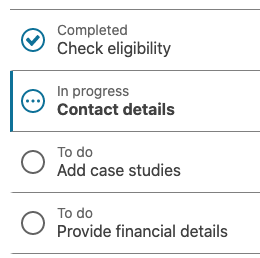 Completed
Check eligibility
In progress
Contact details
To do
Add case studies
To do
Provide financial details